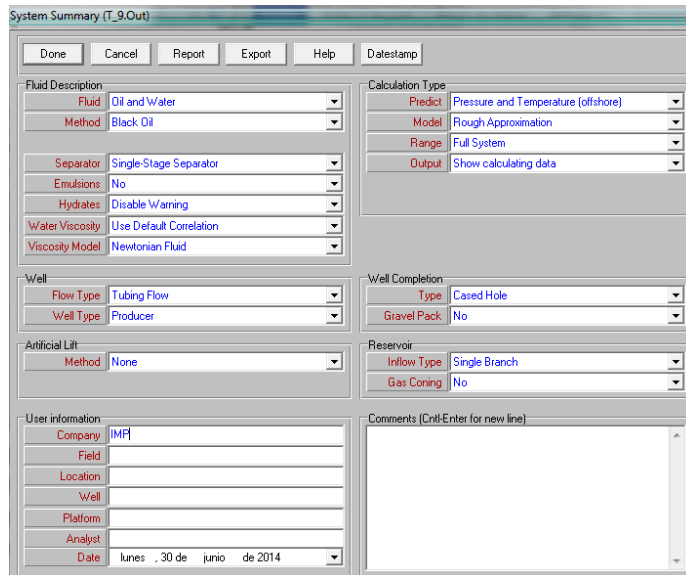 System Summary (T_9.Out)
Done Cancel Report Export Help Datestamp
Fluid Description
Fluid Oil and Water
Method Black Oil
Separator Single-Stage Separator
Emulsions No
Hydrates Disable Warning
Water Viscosity Use Default Correlation
Viscosity Model Newtonian Fluid
Calculation Type
Predict Pressure and Temperature (offshore)
Model Rough Approximation
Range Full System
Output Show calculating data
Well
Flow Type Tubing Flow
Well Type Producer
Well Completion
Type Cased Hole
Gravel Pack No
Artificial Lift
Method None
Reservoir
Inflow Type Single Branch
Gas Coning No
User information
Company IMP
Field
Location
Well
Platform
Analyst
Date lunes , 30 de junio de 2014
Comments (Cntl-Enter for new line)